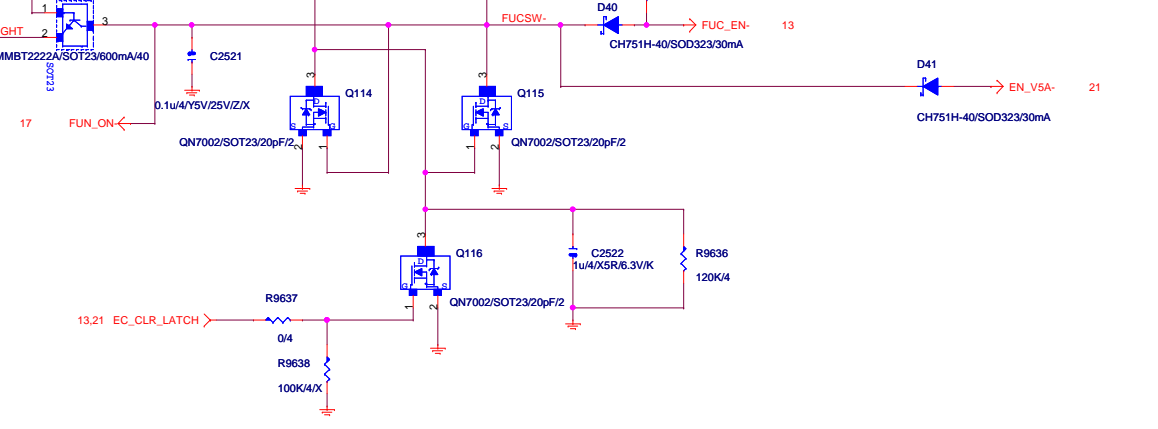 D40
1
3
FUCSW-
FUC_EN-
13
GHT
2
CH751H-40/SOD323/30mA
MMBT2222A/SOT23/600mA/40
C2521
SOT23
D41
3
3
EN_V5A-
21
Q114
Q115
D
D
0.1u/4/Y5V/25V/Z/X
CH751H-40/SOD323/30mA
17
FUN_ON-
S
G
G
S
QN7002/SOT23/20pF/2
QN7002/SOT23/20pF/2
2
1
1
2
3
Q116
D
C2522
R9636
1u/4/X5R/6.3V/K
120K/4
G
S
R9637
QN7002/SOT23/20pF/2
1
2
13,21
EC_CLR_LATCH
0/4
R9638
100K/4/X